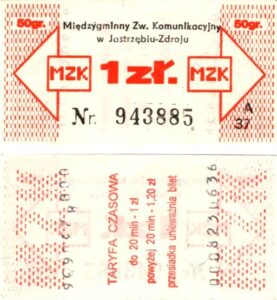 50gr. 50gr.
Międzygminny Zw. Komunikacyjny
w Jastrzębiu-Zdroju
MZK 1 zł. MZK
Nr. 943885
A
37
TARYFA CZASOWA
do 20 min - 1 zł
powyżej 20 min - 1,20 zł
przesiadka unieważnia bilet
0008230636